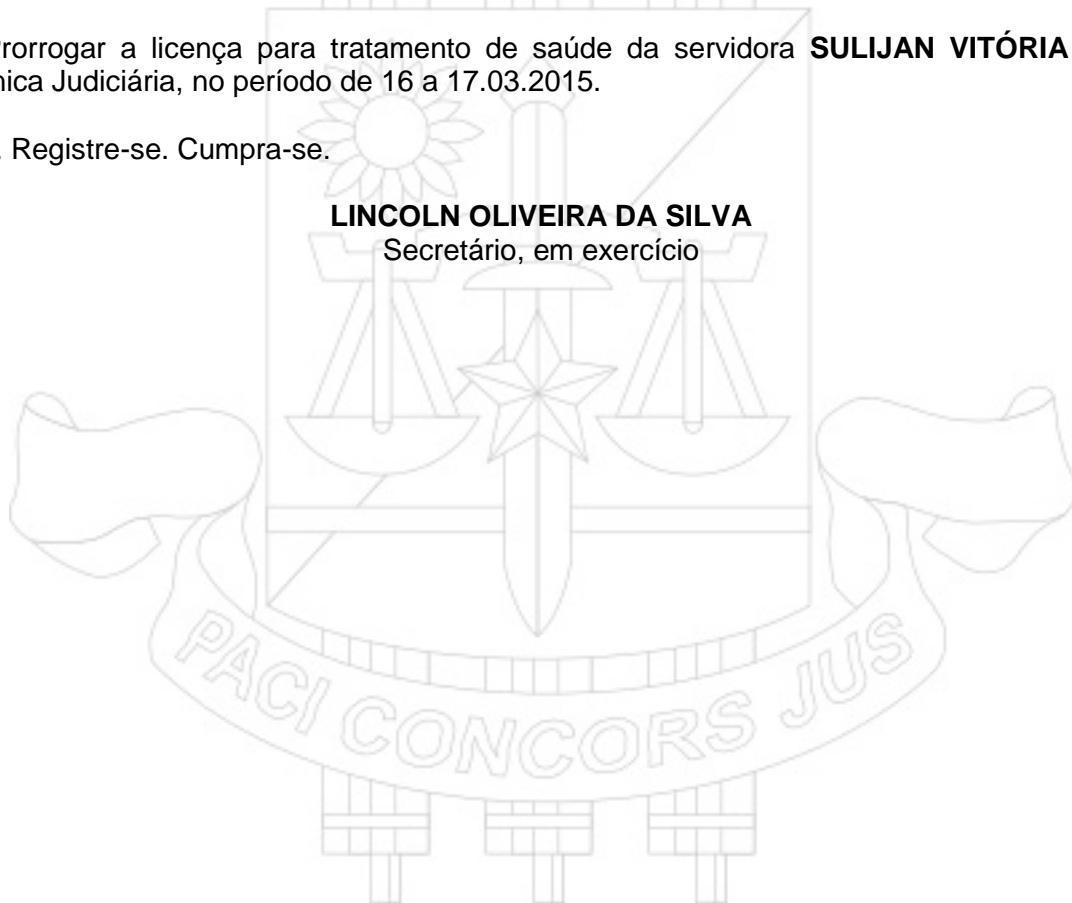 rorrogar a licença para tratamento de saúde da servidora SULIJAN VITÓRIA
nica Judiciária, no período de 16 a 17.03.2015.
. Registre-se. Cumpra-se.
LINCOLN OLIVEIRA DA SILVA
Secretário, em exercício
PACI CONCORS JUS